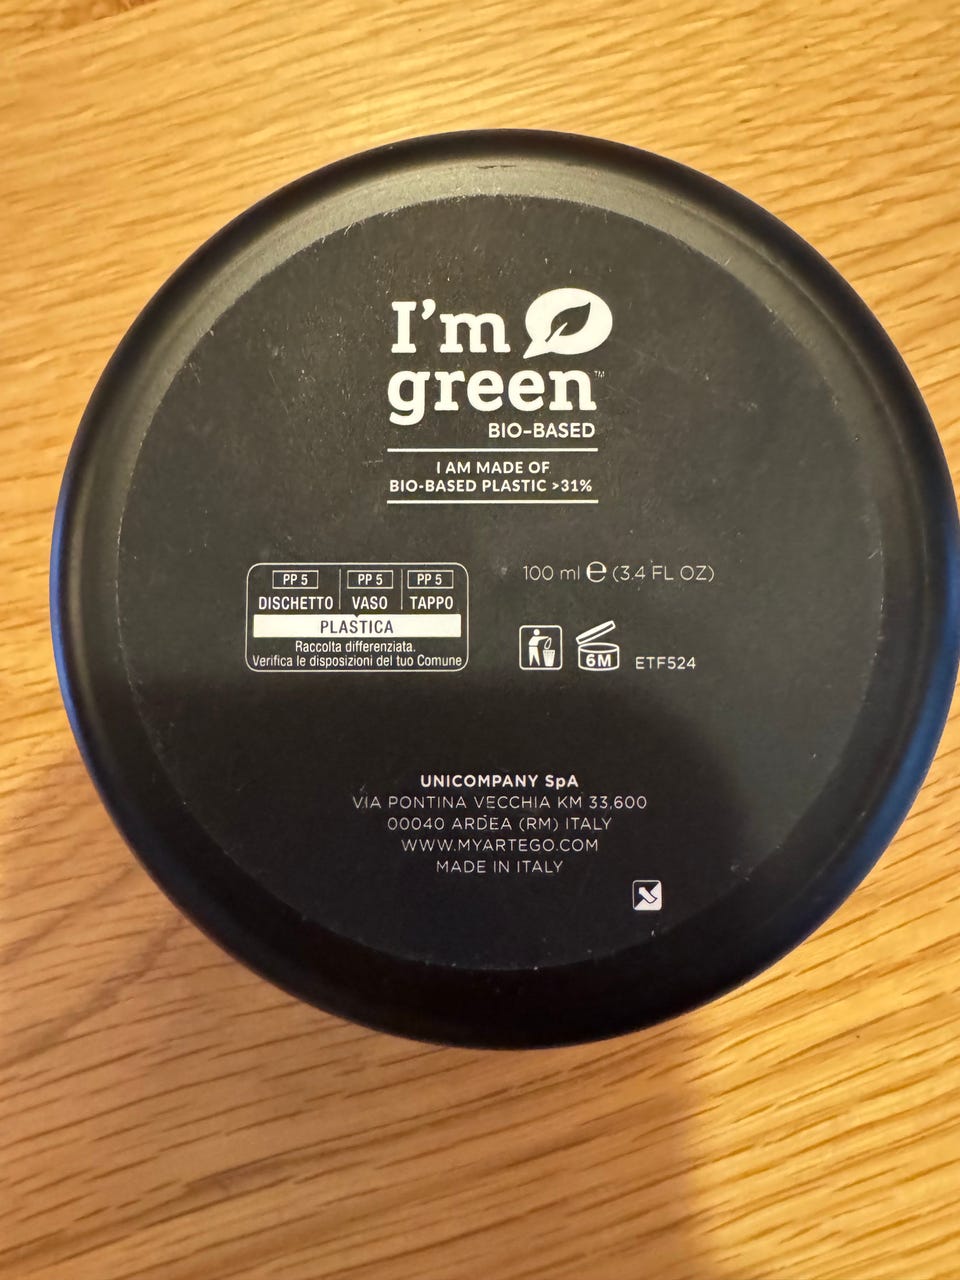 I'm
green™
BIO-BASED
I AM MADE OF
BIO-BASED PLASTIC >31%
PP 5 PP 5 PP 5
DISCHETTO VASO TAPPO
PLASTICA
Raccolta differenziata.
Verifica le disposizioni del tuo Comune
100 ml ℮ (3.4 FL OZ)
6M ETF524
UNICOMPANY SpA
VIA PONTINA VECCHIA KM 33,600
00040 ARDEA (RM) ITALY
WWW.MYARTEGO.COM
MADE IN ITALY